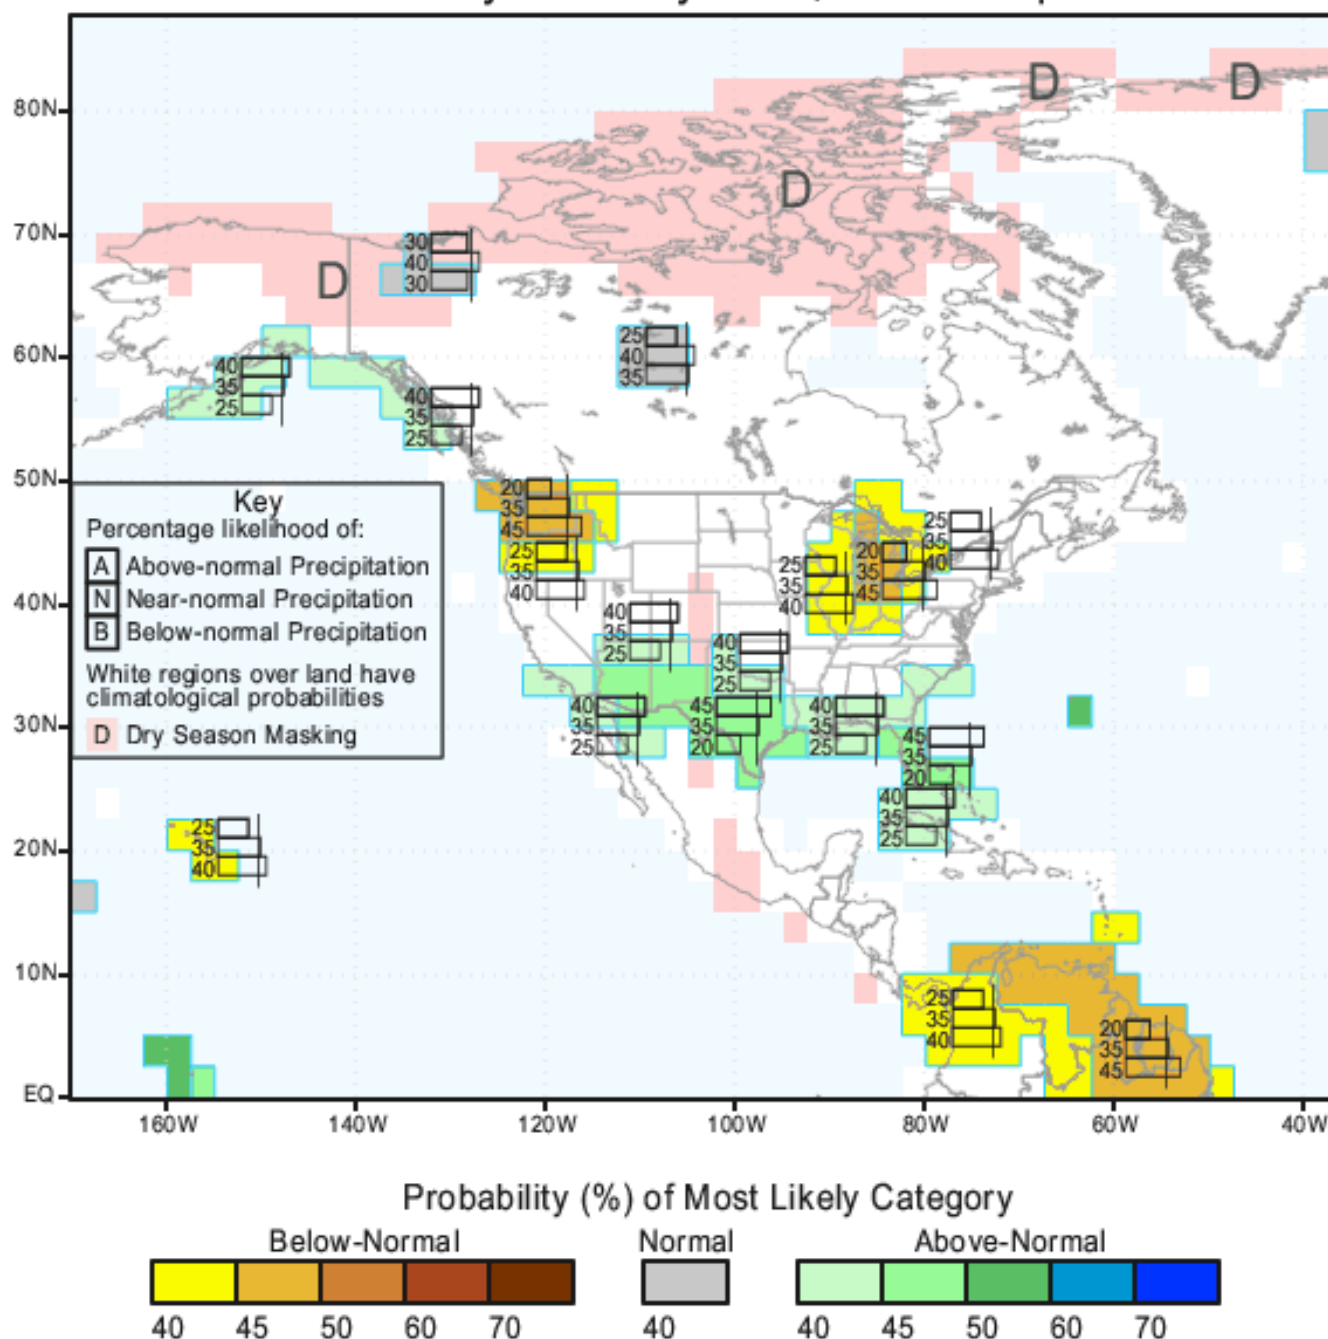 80N
70N
60N
50N
40N
30N
20N
10N
EQ
D
D
D
D
30
40
30
25
40
35
40
35
25
40
35
25
20
35
45
25
35
40
25
35
40
20
35
45
25
35
40
40
35
25
40
35
25
40
35
25
45
35
20
40
35
25
45
35
20
40
35
25
25
35
40
25
35
40
20
35
45
Key
Percentage likelihood of:
A Above-normal Precipitation
N Near-normal Precipitation
B Below-normal Precipitation
White regions over land have
climatological probabilities
D Dry Season Masking
160W 140W 120W 100W 80W 60W 40W
Probability (%) of Most Likely Category
Below-Normal Normal Above-Normal
40 45 50 60 70 40 40 45 50 60 70